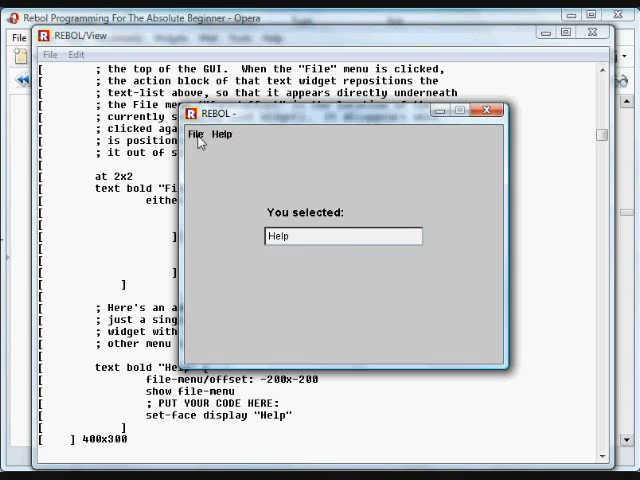 Rebol Programming For The Absolute Beginner - Opera
File
REBOL/View
File Edit
[ ; the top of the GUI. When the "File" menu is clicked,
[ ; the action block of that text widget repositions the
[ ; text-list above, so that it appears directly underneath
[ ; the File menu
[ ; currently s
[ ; clicked aga
[ ; is position
[ ; it out of s
[
[ at 2x2
[ text bold "Fi
[ eithe
[
[
[ ]
[
[
[ ]
[ ]
[
[ ; Here's an a
[ ; just a sing
[ ; widget with
[ ; other menu
[
[ text bold "Help" [
[ file-menu/offset: -200x-200
[ show file-menu
[ ; PUT YOUR CODE HERE:
[ set-face display "Help"
[ ]
[ ] 400x300
REBOL -
File Help
You selected:
Help